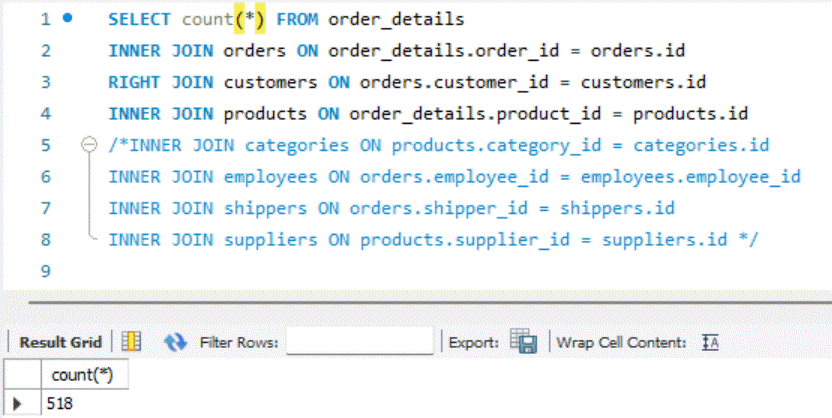 1 SELECT count(*) FROM order_details
2 INNER JOIN orders ON order_details.order_id = orders.id
3 RIGHT JOIN customers ON orders.customer_id = customers.id
4 INNER JOIN products ON order_details.product_id = products.id
5 /*INNER JOIN categories ON products.category_id = categories.id
6 INNER JOIN employees ON orders.employee_id = employees.employee_id
7 INNER JOIN shippers ON orders.shipper_id = shippers.id
8 INNER JOIN suppliers ON products.supplier_id = suppliers.id */
9
Result Grid Filter Rows: Export: Wrap Cell Content: IA
count(*)
518